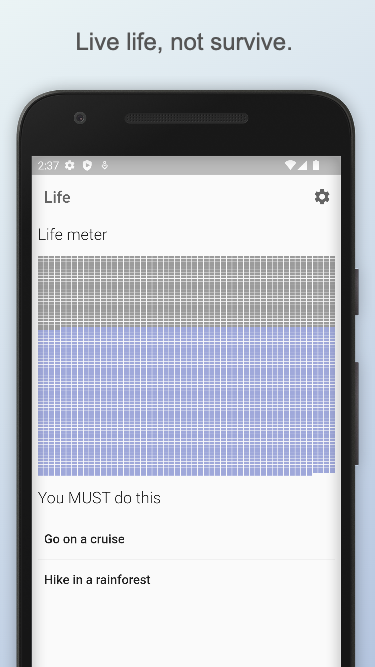 Live life, not survive.
2:37
Life
Life meter
You MUST do this
Go on a cruise
Hike in a rainforest